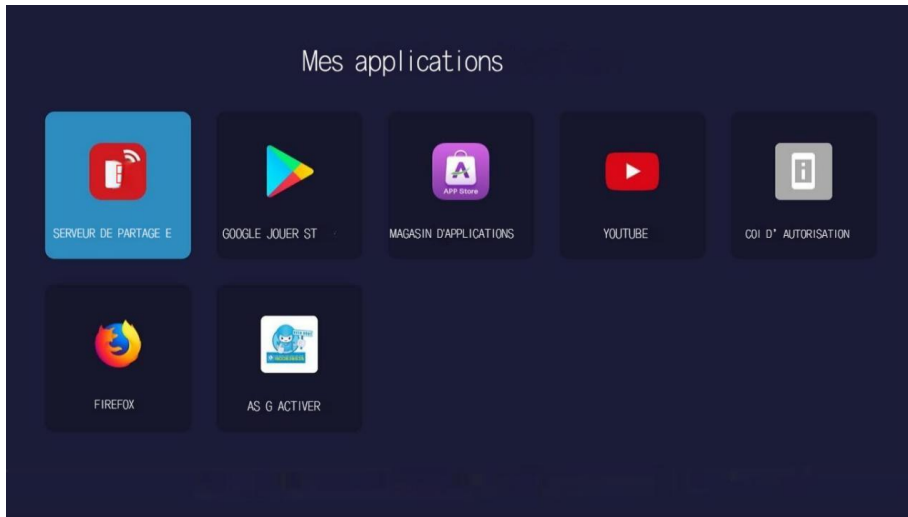 Mes applications
APP Store
SERVEUR DE PARTAGE E
GOOGLE JOUER ST
MAGASIN D'APPLICATIONS
YOUTUBE
COI D' AUTORISATION
FIREFOX
AS G ACTIVER